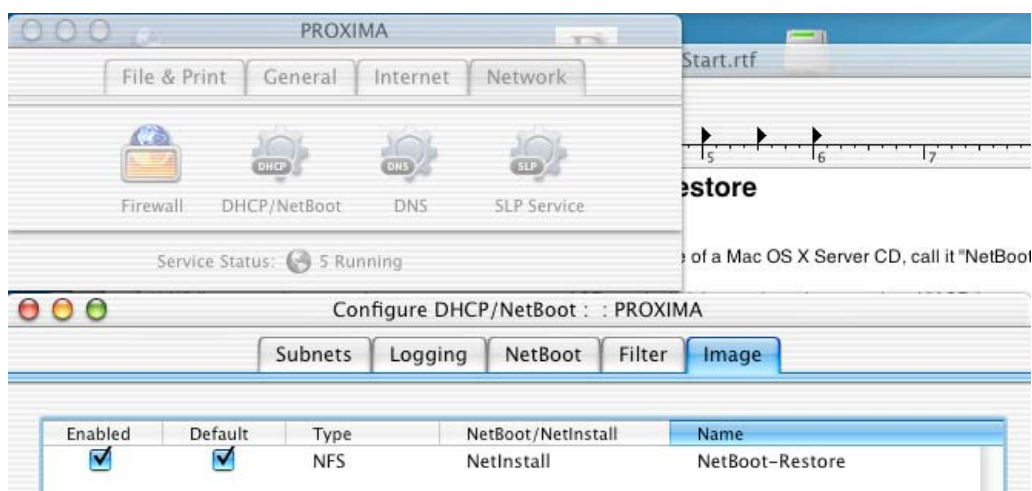 PROXIMA
File & Print General Internet Network
DHCP DNS SLP
Firewall DHCP/NetBoot DNS SLP Service
Service Status: 5 Running
Start.rtf
5 6 7
estore
of a Mac OS X Server CD, call it "NetBoot
Configure DHCP/NetBoot : : PROXIMA
Subnets Logging NetBoot Filter Image
Enabled Default Type NetBoot/NetInstall Name
NFS NetInstall NetBoot-Restore